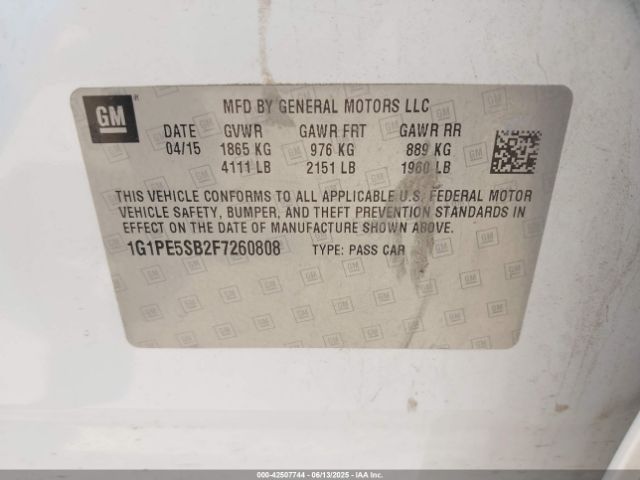 GM
MFD BY GENERAL MOTORS LLC
DATE GVWR GAWR FRT GAWR RR
04/15 1865 KG 976 KG 889 KG
4111 LB 2151 LB 1960 LB
THIS VEHICLE CONFORMS TO ALL APPLICABLE U.S. FEDERAL MOTOR
VEHICLE SAFETY, BUMPER, AND THEFT PREVENTION STANDARDS IN
EFFECT ON THE DATE OF MANUFACTURE SHOWN ABOVE.
1G1PE5SB2F7260808 TYPE: PASS CAR
000-42507744 - 06/13/2025 - IAAI Inc.